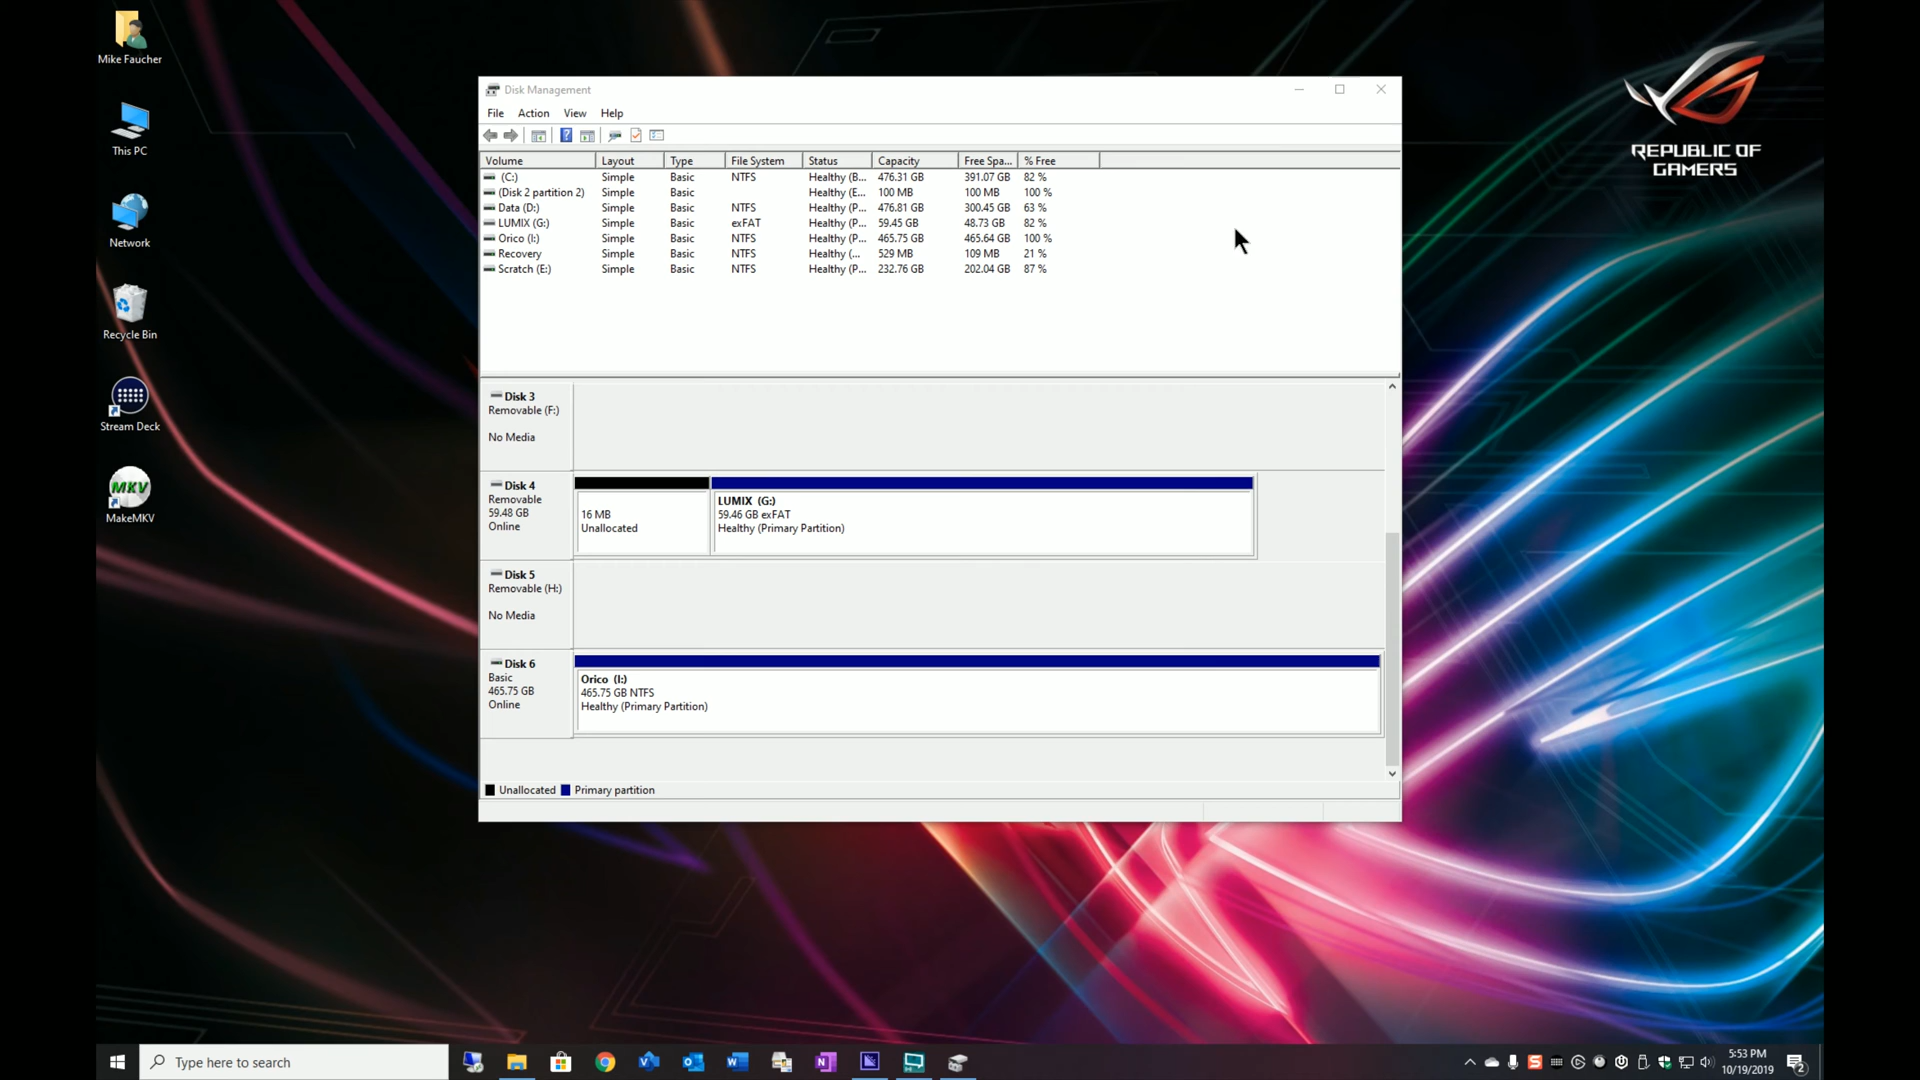 Mike Faucher
This PC
Network
Recycle Bin
Stream Deck
MKV
MakeMKV
REPUBLIC OF
GAMERS
Disk Management
File Action View Help
Volume Layout Type File System Status Capacity Free Spa... % Free
(C:) Simple Basic NTFS Healthy (B... 476.31 GB 391.07 GB 82 %
(Disk 2 partition 2) Simple Basic Healthy (E... 100 MB 100 MB 100 %
Data (D:) Simple Basic NTFS Healthy (P... 476.81 GB 300.45 GB 63 %
LUMIX (G:) Simple Basic exFAT Healthy (P... 59.45 GB 48.73 GB 82 %
Orico (I:) Simple Basic NTFS Healthy (P... 465.75 GB 465.64 GB 100 %
Recovery Simple Basic NTFS Healthy (... 529 MB 109 MB 21 %
Scratch (E:) Simple Basic NTFS Healthy (P... 232.76 GB 202.04 GB 87 %
Disk 3
Removable (F:)
No Media
Disk 4
Removable
59.48 GB
Online
16 MB
Unallocated
LUMIX (G:)
59.46 GB exFAT
Healthy (Primary Partition)
Disk 5
Removable (H:)
No Media
Disk 6
Basic
465.75 GB
Online
Orico (I:)
465.75 GB NTFS
Healthy (Primary Partition)
Unallocated Primary partition
Type here to search
5:53 PM
10/19/2019
2